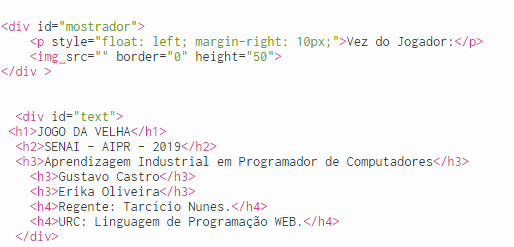 <div id="mostrador">
<p style="float: left; margin-right: 10px;">Vez do Jogador:</p>
<img_src="" border="0" height="50">
</div >
<div id="text">
<h1>JOGO DA VELHA</h1>
<h2>SENAI - AIPR - 2019</h2>
<h3>Aprendizagem Industrial em Programador de Computadores</h3>
<h3>Gustavo Castro</h3>
<h3>Erika Oliveira</h3>
<h4>Regente: Tarcicio Nunes.</h4>
<h4>URC: Linguagem de Programação WEB.</h4>
</div>